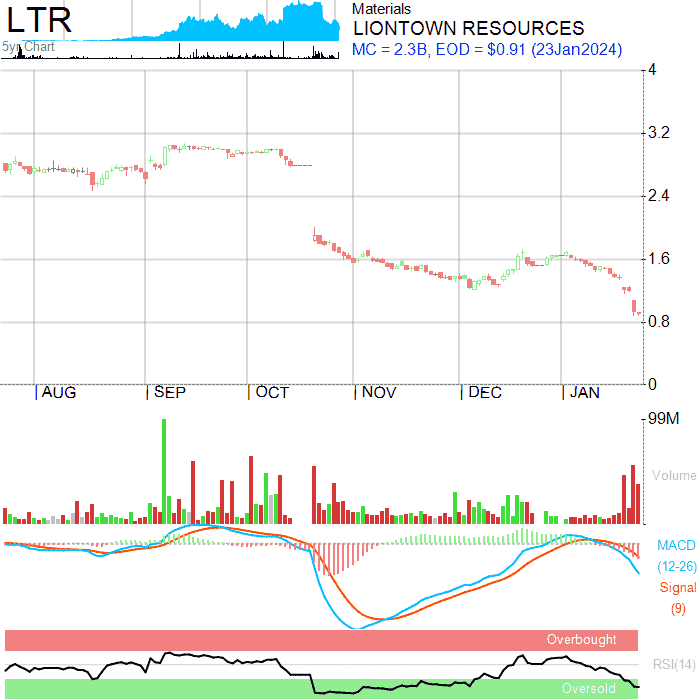 LTR
5yr Chart
Materials
LIONTOWN RESOURCES
MC = 2.3B, EOD = $0.91 (23Jan2024)
4
3.2
2.4
1.6
0.8
0
AUG
SEP
OCT
NOV
DEC
JAN
99M
Volume
MACD
(12-26)
Signal
(9)
Overbought
RSI(14)
Oversold